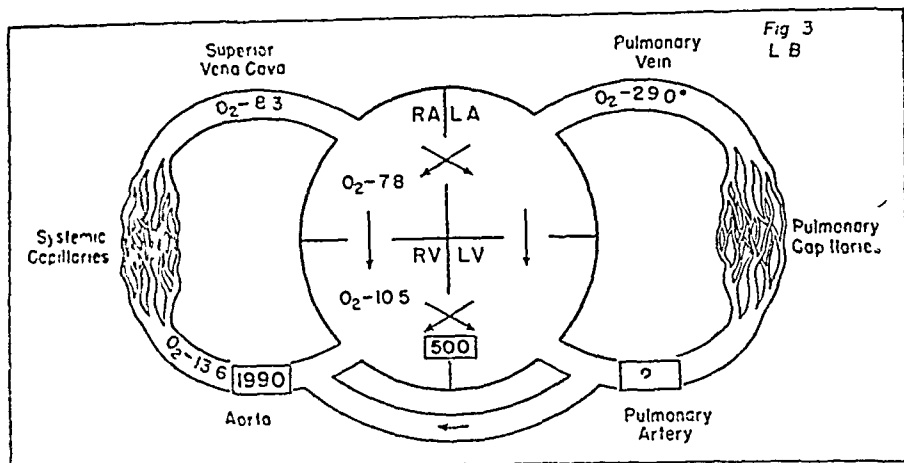 Fig 3
L B
Superior
Vena Cava
Pulmonary
Vein
O₂-83
O₂-290°
RA LA
O₂-78
Systemic
Capillaries
Pulmonary
Capillaries
RV LV
O₂-105
500
O₂-136
1990
?
Aorta
Pulmonary
Artery